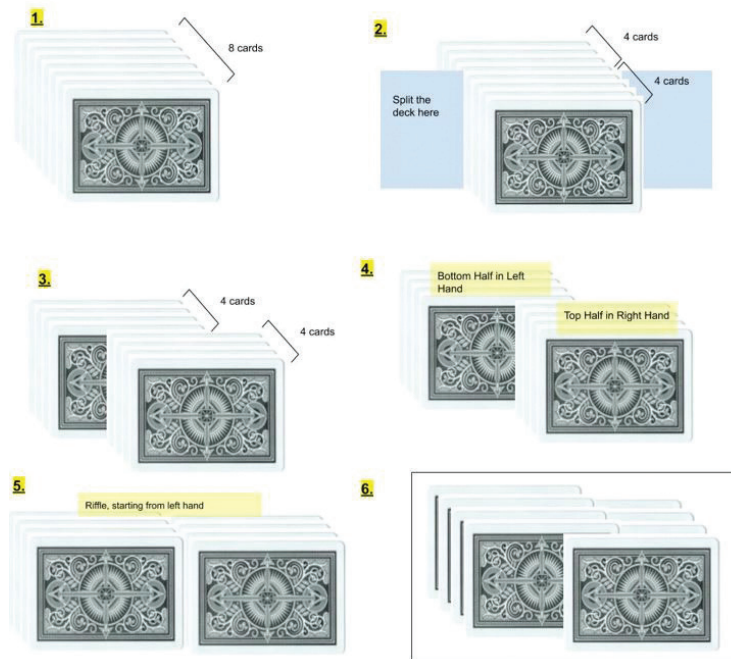 1.
8 cards
2.
4 cards
4 cards
Split the
deck here
3.
4 cards
4 cards
4.
Bottom Half in Left
Hand
Top Half in Right Hand
5.
Riffle, starting from left hand
6.